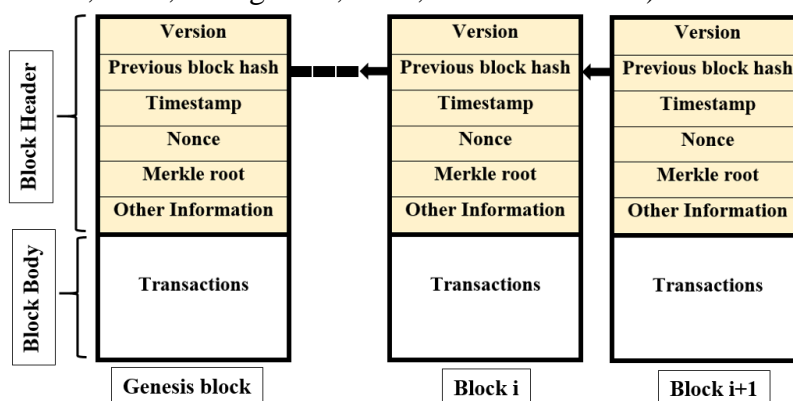 Block Header
Block Body
Version
Previous block hash
Timestamp
Nonce
Merkle root
Other Information
Transactions
Genesis block
Version
Previous block hash
Timestamp
Nonce
Merkle root
Other Information
Transactions
Block i
Version
Previous block hash
Timestamp
Nonce
Merkle root
Other Information
Transactions
Block i+1